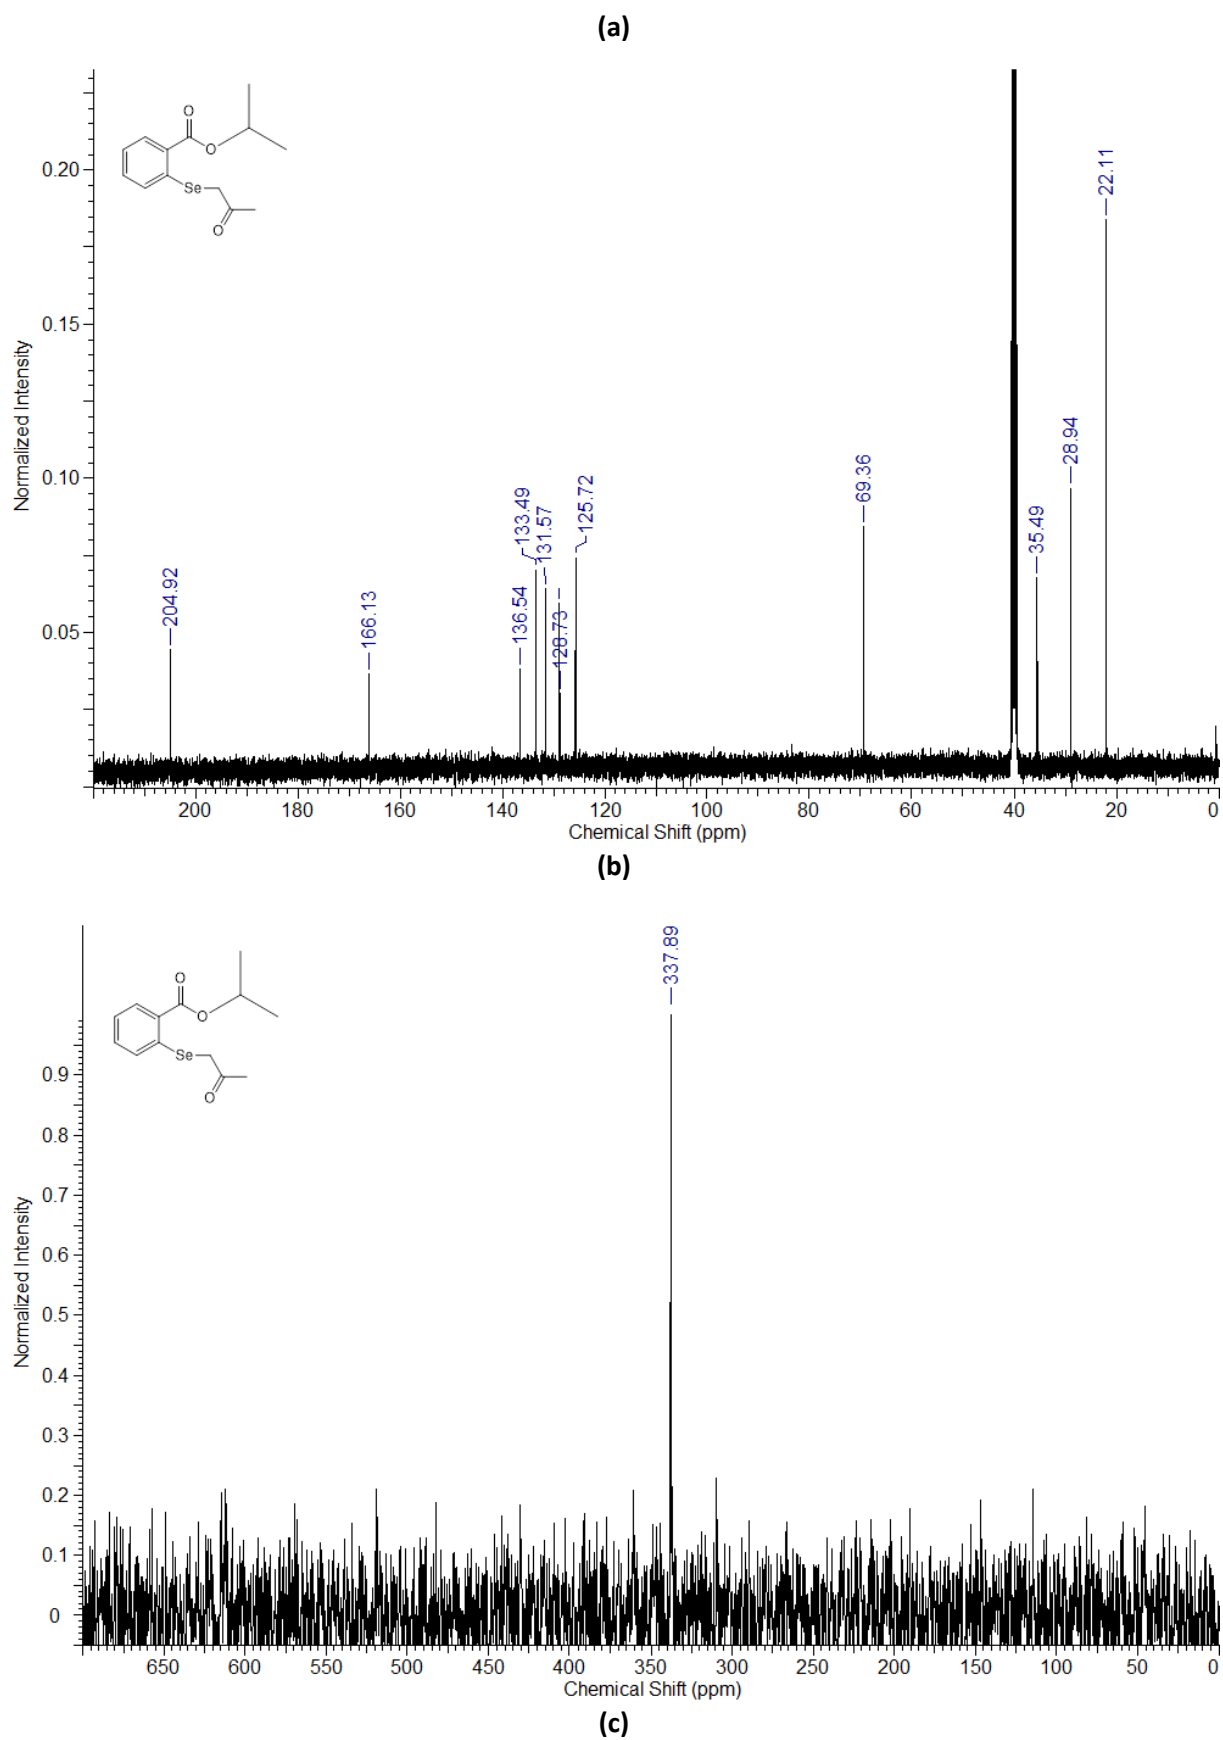 (a)
O
O
Se
O
Normalized Intensity
0.20
0.15
0.10
0.05
204.92
166.13
136.54
133.49
131.57
128.73
125.72
69.36
35.49
28.94
22.11
200 180 160 140 120 100 80 60 40 20 0
Chemical Shift (ppm)
(b)
O
O
Se
O
337.89
Normalized Intensity
0.9
0.8
0.7
0.6
0.5
0.4
0.3
0.2
0.1
0
650 600 550 500 450 400 350 300 250 200 150 100 50 0
Chemical Shift (ppm)
(c)